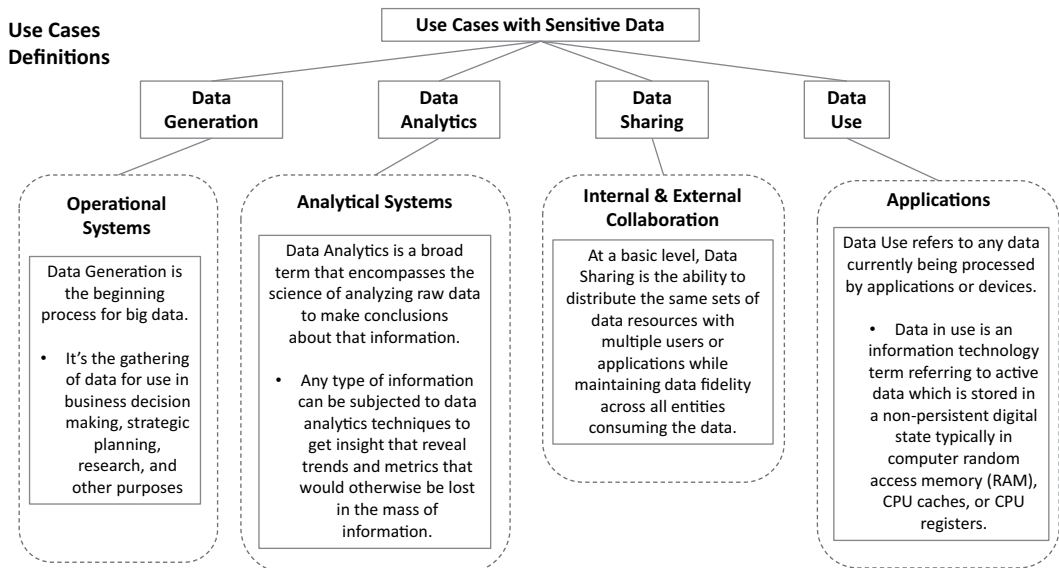 Use Cases
Definitions
Use Cases with Sensitive Data
Data
Generation
Data
Analytics
Data
Sharing
Data
Use
Operational
Systems
Data Generation is
the beginning
process for big data.
• It’s the gathering
of data for use in
business decision
making, strategic
planning,
research, and
other purposes
Analytical Systems
Data Analytics is a broad
term that encompasses the
science of analyzing raw data
to make conclusions
about that information.
• Any type of information
can be subjected to data
analytics techniques to
get insight that reveal
trends and metrics that
would otherwise be lost
in the mass of
information.
Internal & External
Collaboration
At a basic level, Data
Sharing is the ability to
distribute the same sets of
data resources with
multiple users or
applications while
maintaining data fidelity
across all entities
consuming the data.
Applications
Data Use refers to any data
currently being processed
by applications or devices.
• Data in use is an
information technology
term referring to active
data which is stored in
a non-persistent digital
state typically in
computer random
access memory (RAM),
CPU caches, or CPU
registers.